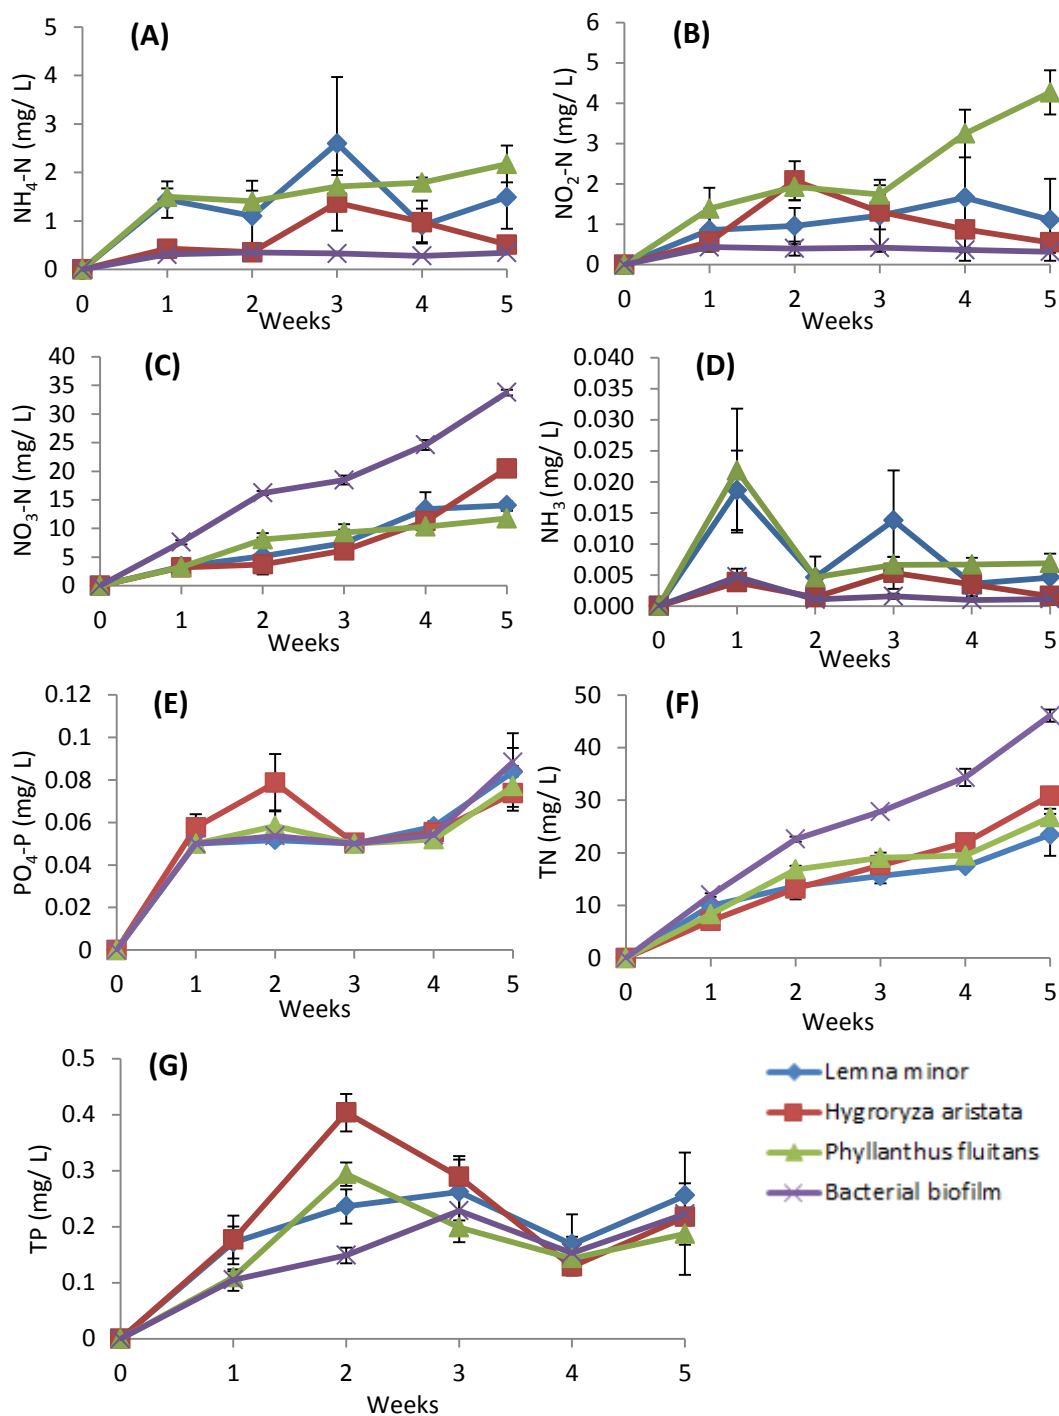 (A)
NH4-N (mg/ L)
5
4
3
2
1
0
0 1 2 3 4 5
Weeks
(B)
NO2-N (mg/ L)
6
5
4
3
2
1
0
0 1 2 3 4 5
Weeks
(C)
NO3-N (mg/ L)
40
35
30
25
20
15
10
5
0
0 1 2 3 4 5
Weeks
(D)
NH3 (mg/ L)
0.040
0.035
0.030
0.025
0.020
0.015
0.010
0.005
0.000
0 1 2 3 4 5
Weeks
(E)
PO4-P (mg/ L)
0.12
0.1
0.08
0.06
0.04
0.02
0
0 1 2 3 4 5
Weeks
(F)
TN (mg/ L)
50
40
30
20
10
0
0 1 2 3 4 5
Weeks
(G)
TP (mg/ L)
0.5
0.4
0.3
0.2
0.1
0
0 1 2 3 4 5
Weeks
Lemna minor
Hygroryza aristata
Phyllanthus fluitans
Bacterial biofilm